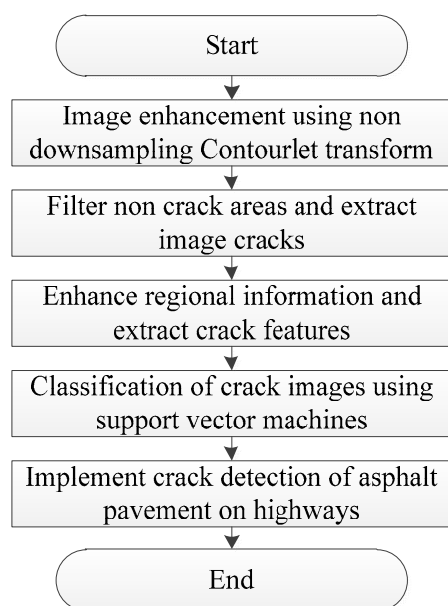 Start
Image enhancement using non
downsampling Contourlet transform
Filter non crack areas and extract
image cracks
Enhance regional information and
extract crack features
Classification of crack images using
support vector machines
Implement crack detection of asphalt
pavement on highways
End